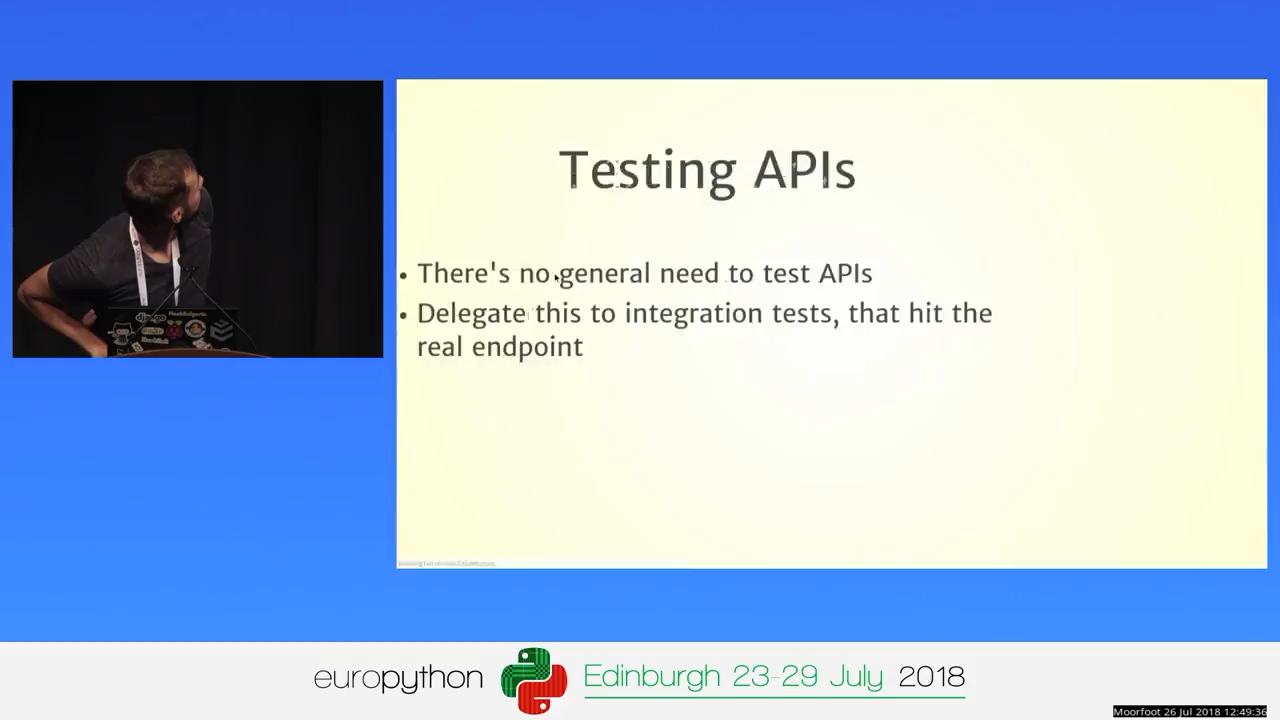 Testing APIs
• There's no general need to test APIs
• Delegate this to integration tests, that hit the
real endpoint
django
europython
Edinburgh 23-29 July 2018
Moorfoot 26 Jul 2018 12:49:36